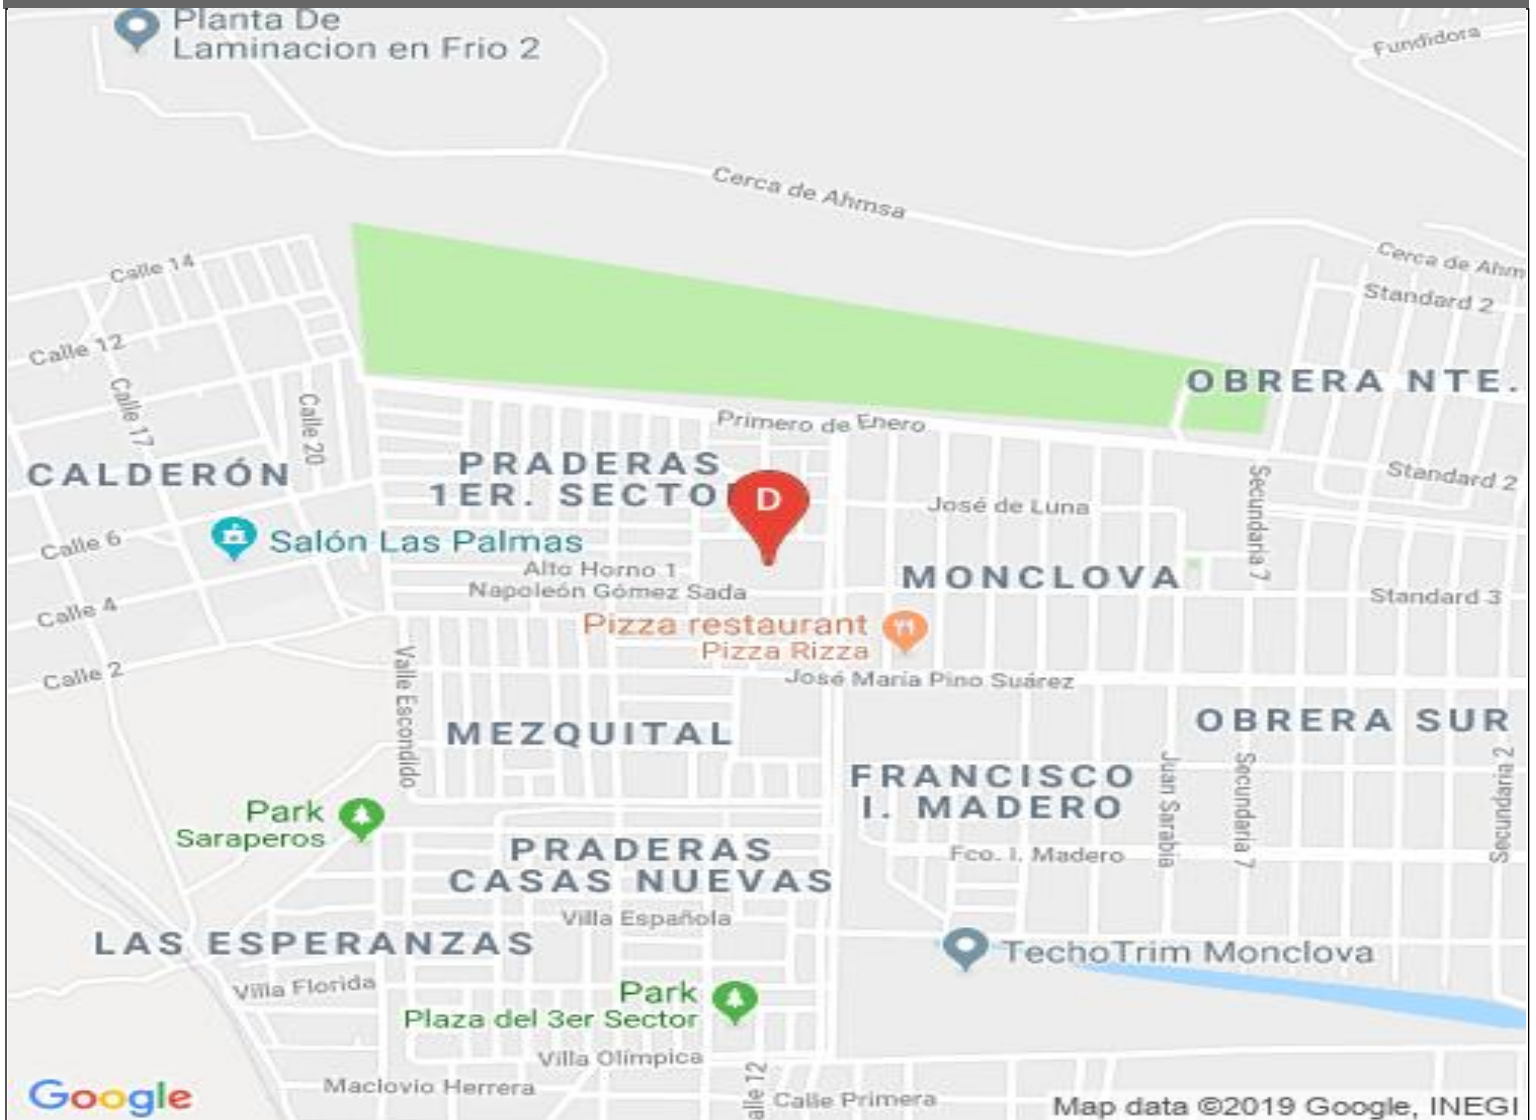 Planta De
Laminacion en Frio 2
Fundidora
Cerca de Ahmsa
Calle 14
Cerca de Ahm
Standard 2
Calle 12
OBRERA NTE.
Calle 17
Calle 20
Primero de Enero
CALDERÓN
PRADERAS
1ER. SECTO
D
Standard 2
José de Luna
Secundaria 7
Calle 6
Salón Las Palmas
Alto Horno 1
Napoleón Gómez Sada
MONCLOVA
Standard 3
Calle 4
Pizza restaurant
Pizza Rizza
Calle 2
José María Pino Suárez
Valle Escondido
MEZQUITAL
OBRERA SUR
FRANCISCO
I. MADERO
Juan Sarabia
Secundaria 7
Secundaria 2
Park
Saraperos
PRADERAS
CASAS NUEVAS
Fco. I. Madero
Villa Española
LAS ESPERANZAS
TechoTrim Monclova
Villa Florida
Park
Plaza del 3er Sector
Villa Olímpica
Maclovio Herrera
alle 12
Calle Primera
Google
Map data ©2019 Google, INEGI